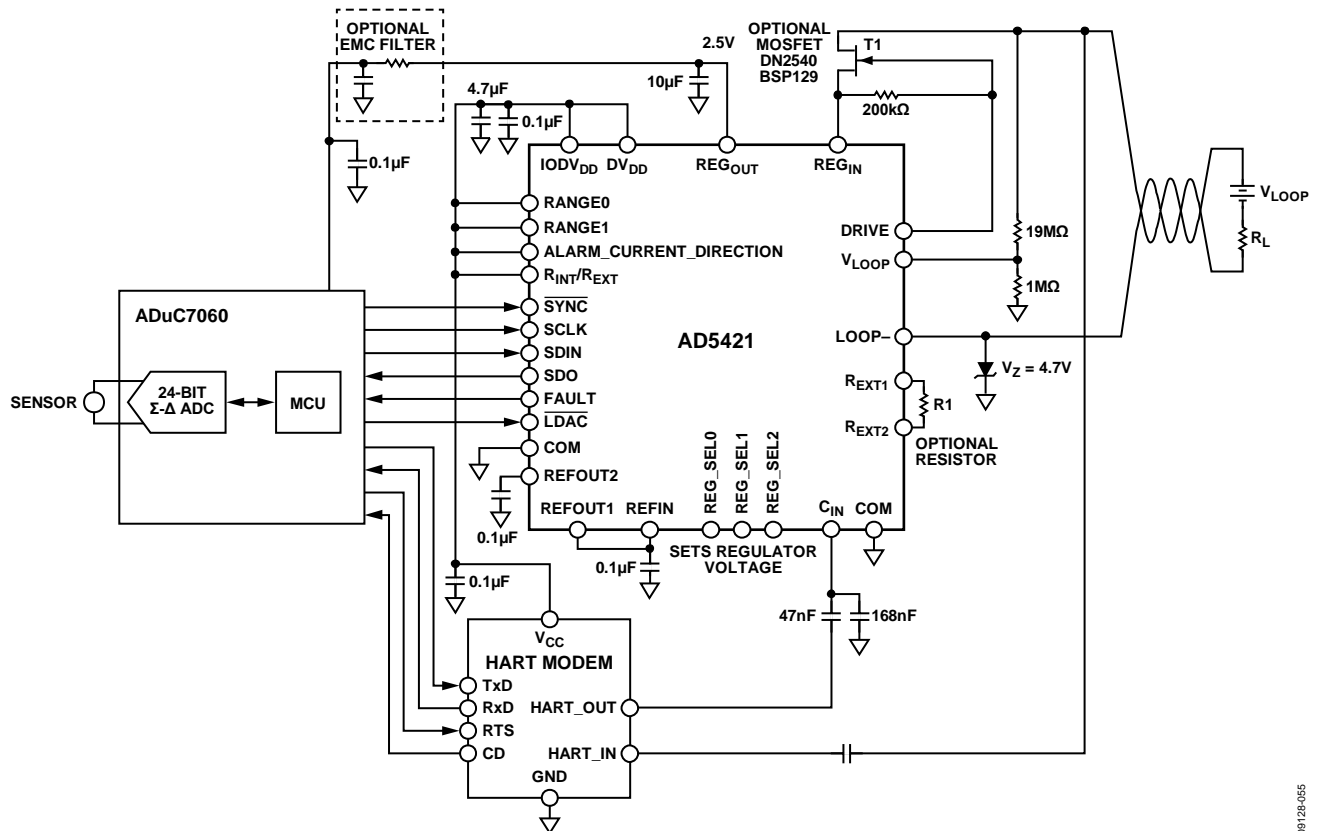 OPTIONAL
EMC FILTER
2.5V
10µF
OPTIONAL
MOSFET
DN2540
BSP129
T1
200kΩ
4.7µF
0.1µF
0.1µF
IODVDD
DVDD
REGOUT
REGIN
RANGE0
RANGE1
ALARM_CURRENT_DIRECTION
RINT/REXT
SYNC
SCLK
SDIN
SDO
FAULT
LDAC
COM
REFOUT2
AD5421
DRIVE
VLOOP
LOOP–
REXT1
REXT2
R1
OPTIONAL
RESISTOR
19MΩ
1MΩ
VZ = 4.7V
VLOOP
RL
ADuC7060
SENSOR
24-BIT
Σ-Δ ADC
MCU
0.1µF
REFOUT1
REFIN
REG_SEL0
REG_SEL1
REG_SEL2
CIN
COM
SETS REGULATOR
VOLTAGE
0.1µF
0.1µF
47nF
168nF
VCC
HART MODEM
TxD
RxD
RTS
CD
HART_OUT
HART_IN
GND